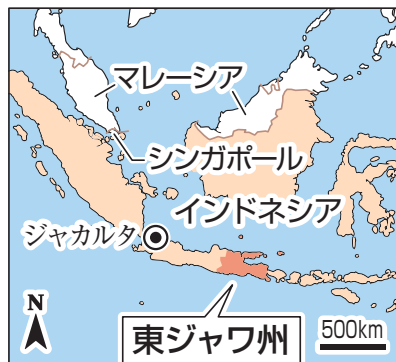 マレーシア
シンガポール
インドネシア
ジャカルタ
N
東ジャワ州
500km